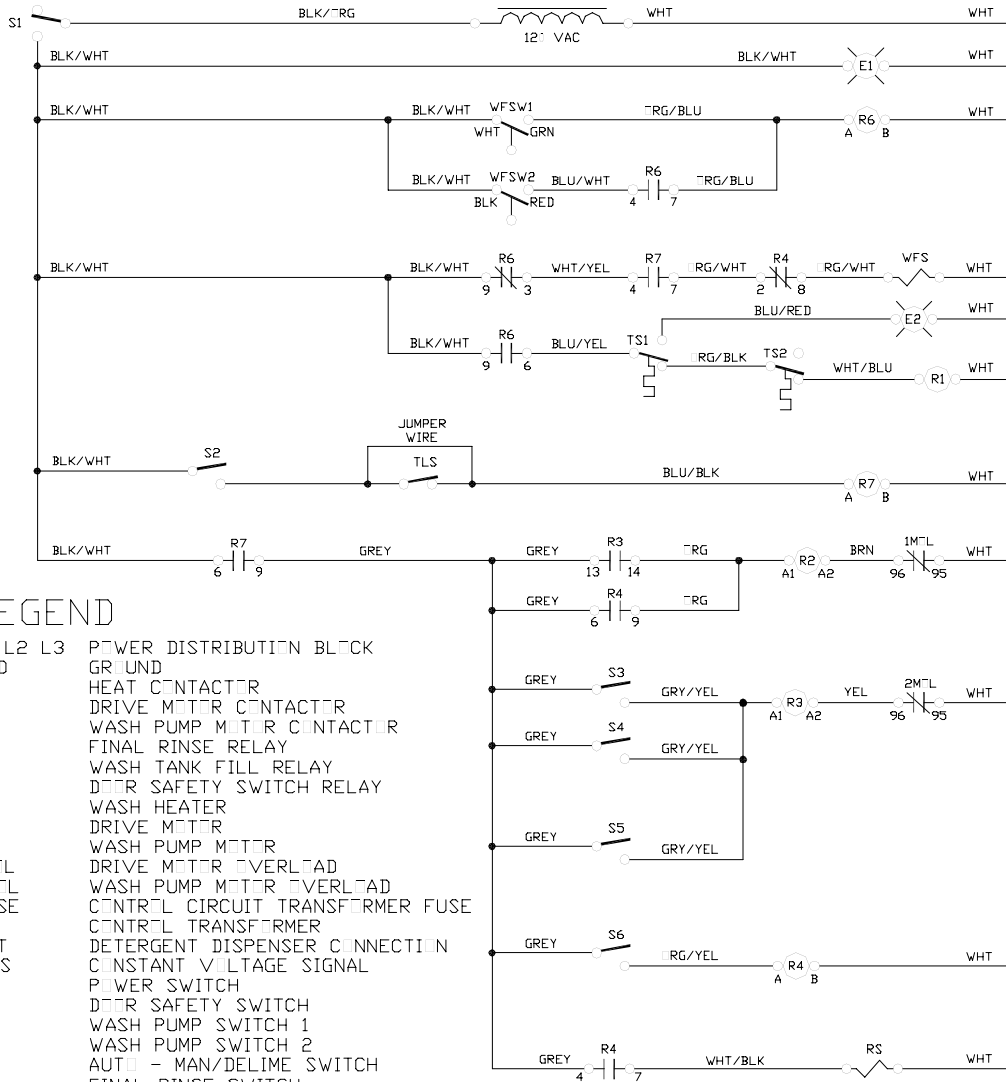 S1 BLK/ORG 120 VAC WHT WHT
BLK/WHT BLK/WHT E1 WHT
BLK/WHT BLK/WHT WFSW1 WHT GRN ORG/BLU R6 A B WHT
BLK/WHT WFSW2 BLK RED BLU/WHT R6 4 7 ORG/BLU
BLK/WHT BLK/WHT R6 9 3 WHT/YEL R7 4 7 ORG/WHT R4 2 8 ORG/WHT WFS WHT
BLU/RED E2 WHT
BLK/WHT R6 9 6 BLU/YEL TS1 ORG/BLK TS2 WHT/BLU R1 WHT
JUMPER
WIRE
BLK/WHT S2 TLS BLU/BLK R7 A B WHT
BLK/WHT R7 6 9 GREY GREY R3 13 14 ORG R2 A1 A2 BRN 1MOL 96 95 WHT
GREY R4 6 9 ORG
GREY S3 GRY/YEL R3 A1 A2 YEL 2MOL 96 95 WHT
GREY S4 GRY/YEL
GREY S5 GRY/YEL
GREY S6 ORG/YEL R4 A B WHT
GREY R4 4 7 WHT/BLK RS WHT
EGEND
L2 L3 POWER DISTRIBUTION BLOCK
D GROUND
HEAT CONTACTOR
DRIVE MOTOR CONTACTOR
WASH PUMP MOTOR CONTACTOR
FINAL RINSE RELAY
WASH TANK FILL RELAY
DOOR SAFETY SWITCH RELAY
WASH HEATER
DRIVE MOTOR
WASH PUMP MOTOR
OL DRIVE MOTOR OVERLOAD
OL WASH PUMP MOTOR OVERLOAD
SE CONTROL CIRCUIT TRANSFORMER FUSE
CONTROL TRANSFORMER
T DETERGENT DISPENSER CONNECTION
S CONSTANT VOLTAGE SIGNAL
POWER SWITCH
DOOR SAFETY SWITCH
WASH PUMP SWITCH 1
WASH PUMP SWITCH 2
AUTO - MAN/DELIME SWITCH
FINAL RINSE SWITCH